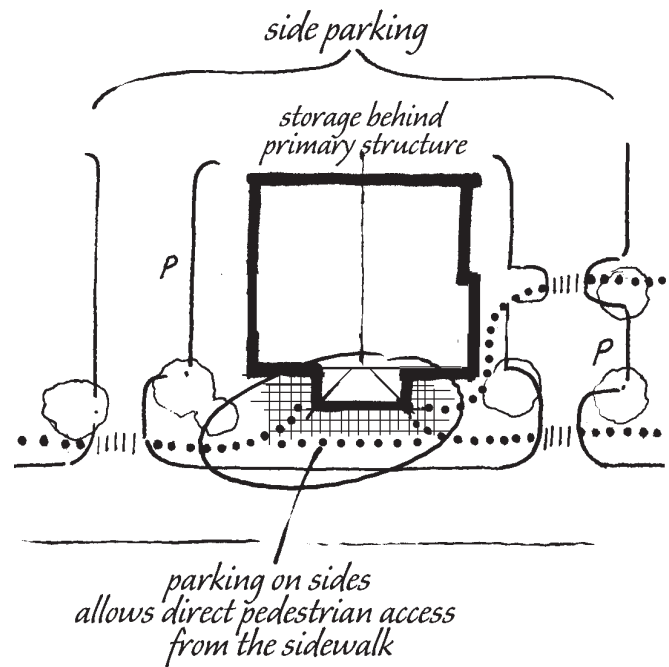 side parking
storage behind
primary structure
P
P
parking on sides
allows direct pedestrian access
from the sidewalk